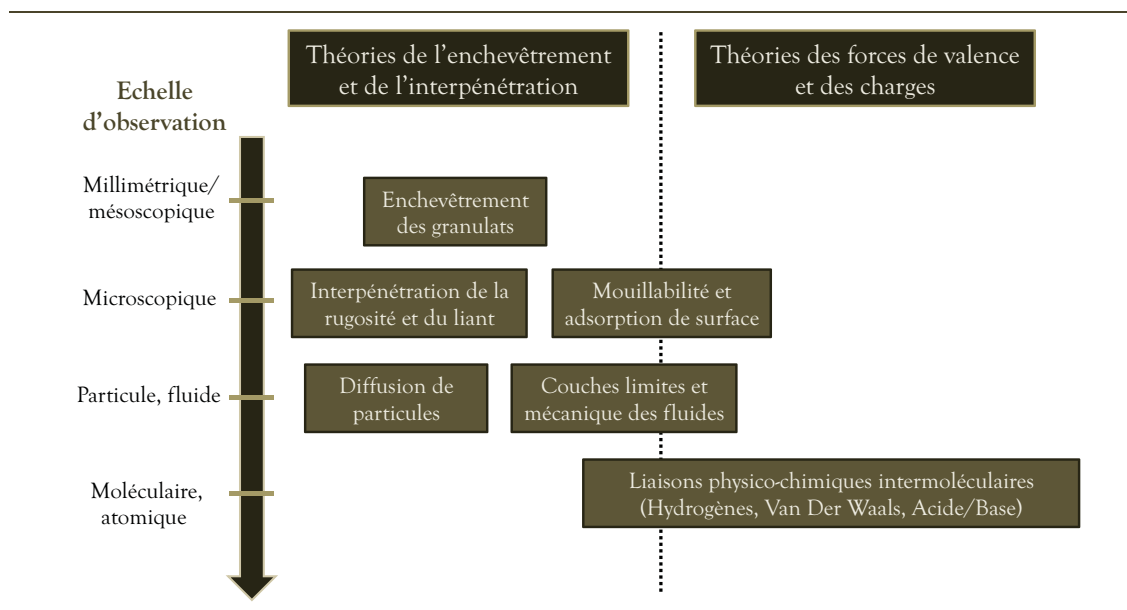 Théories de l’enchevêtrement
et de l’interpénétration
Théories des forces de valence
et des charges
Echelle
d’observation
Millimétrique/
mésoscopique
Enchevêtrement
des granulats
Microscopique
Interpénétration de la
rugosité et du liant
Mouillabilité et
adsorption de surface
Particule, fluide
Diffusion de
particules
Couches limites et
mécanique des fluides
Moléculaire,
atomique
Liaisons physico-chimiques intermoléculaires
(Hydrogènes, Van Der Waals, Acide/Base)